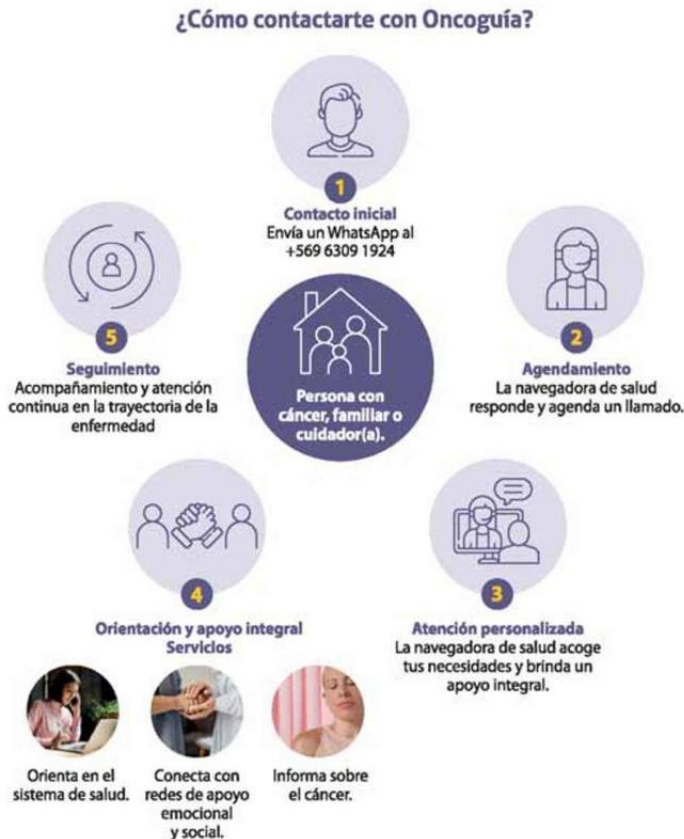 ¿Cómo contactarte con Oncoguía?
1
Contacto inicial
Envía un WhatsApp al
+569 6309 1924
2
Agendamiento
La navegadora de salud
responde y agenda un llamado.
3
Atención personalizada
La navegadora de salud acoge
tus necesidades y brinda un
apoyo integral.
4
Orientación y apoyo integral
Servicios
Orienta en el
sistema de salud.
Conecta con
redes de apoyo
emocional
y social.
Informa sobre
el cáncer.
5
Seguimiento
Acompañamiento y atención
continua en la trayectoria de la
enfermedad
Persona con
cáncer, familiar o
cuidador(a).